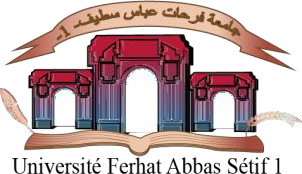 جامعة فرحات عباس سطيف 1
Université Ferhat Abbas Sétif 1